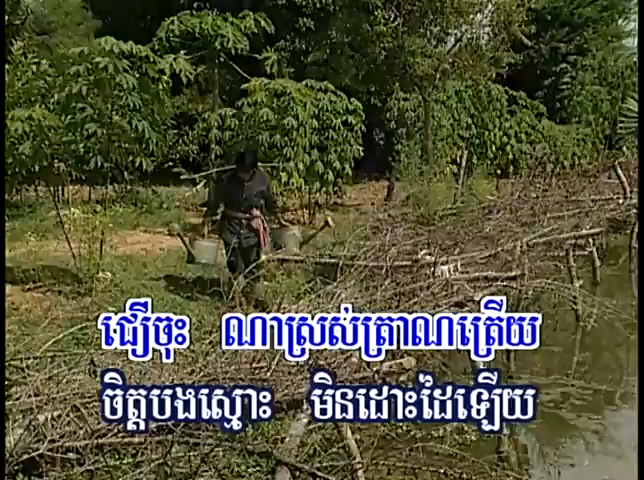 ជឿចុះ ណាស្រស់ត្រាណត្រើយ
ចិត្តបងស្មោះ មិនដោះដៃឡើយ